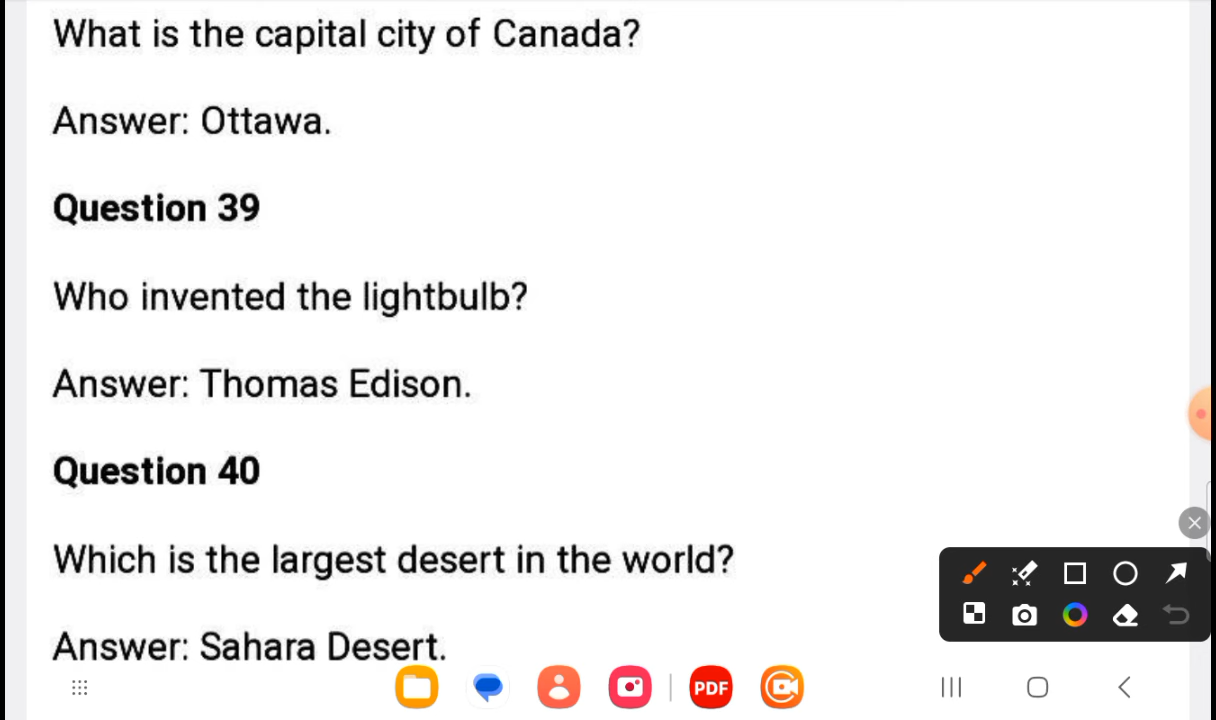 What is the capital city of Canada?
Answer: Ottawa.
Question 39
Who invented the lightbulb?
Answer: Thomas Edison.
Question 40
Which is the largest desert in the world?
Answer: Sahara Desert.
PDF